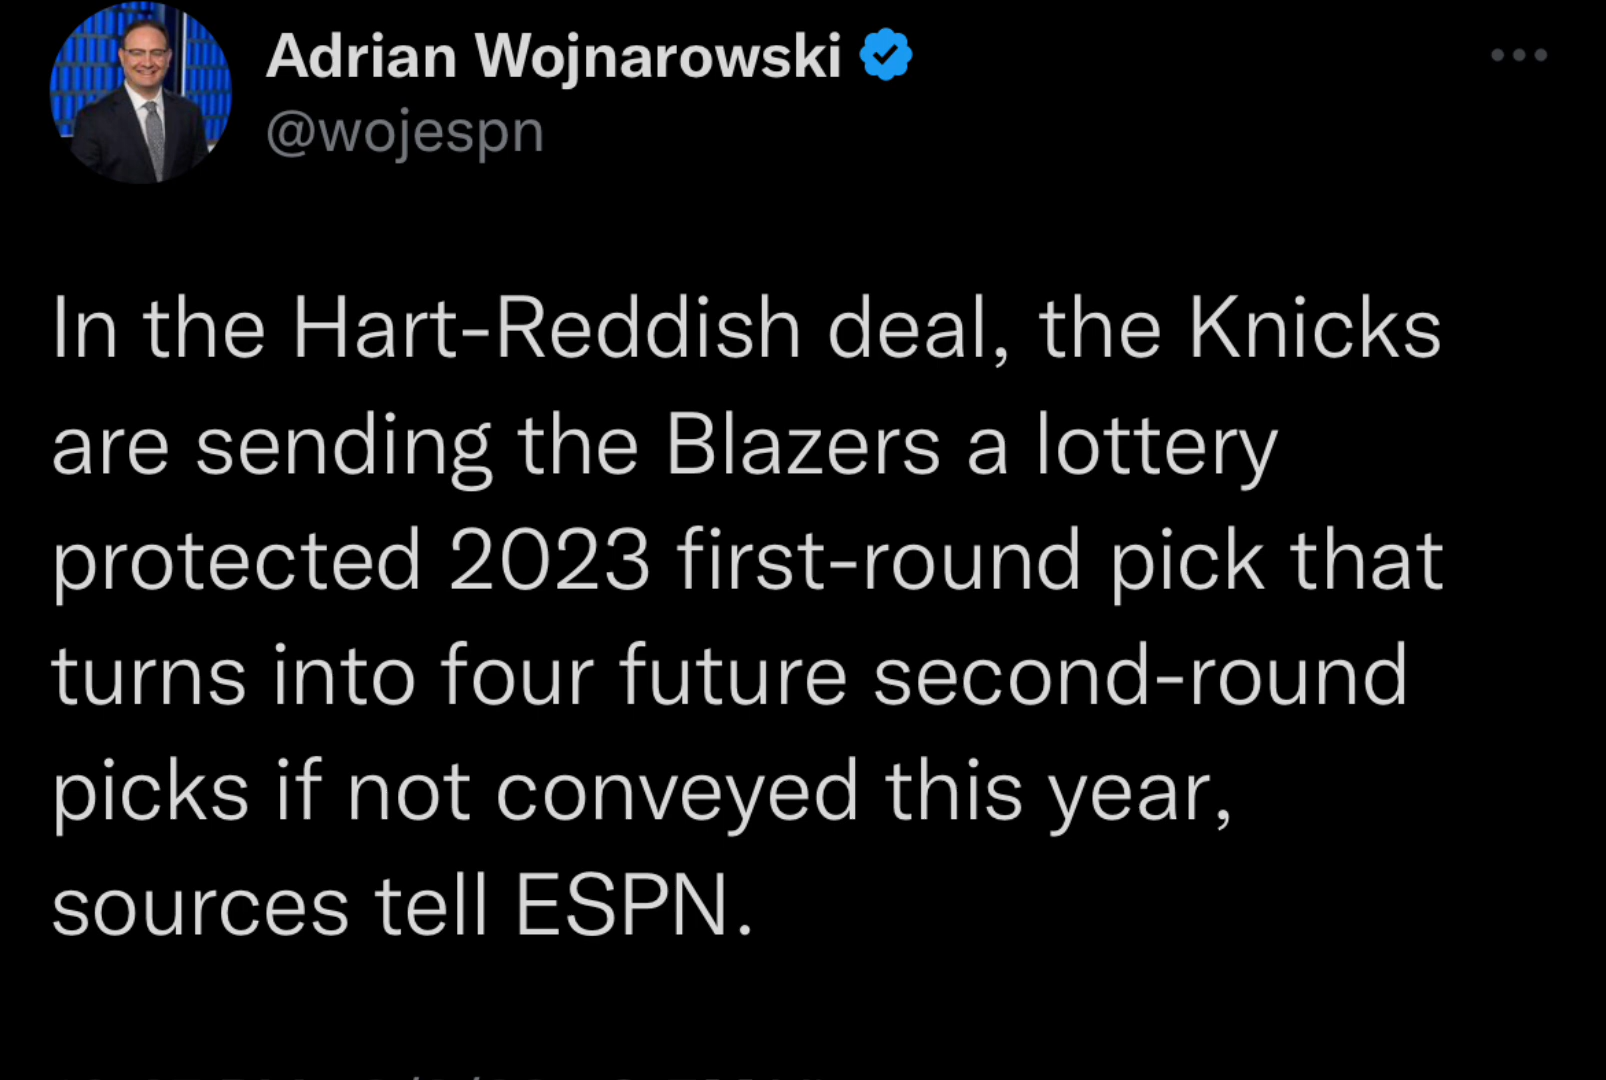 Adrian Wojnarowski
@wojespn
In the Hart-Reddish deal, the Knicks
are sending the Blazers a lottery
protected 2023 first-round pick that
turns into four future second-round
picks if not conveyed this year,
sources tell ESPN.